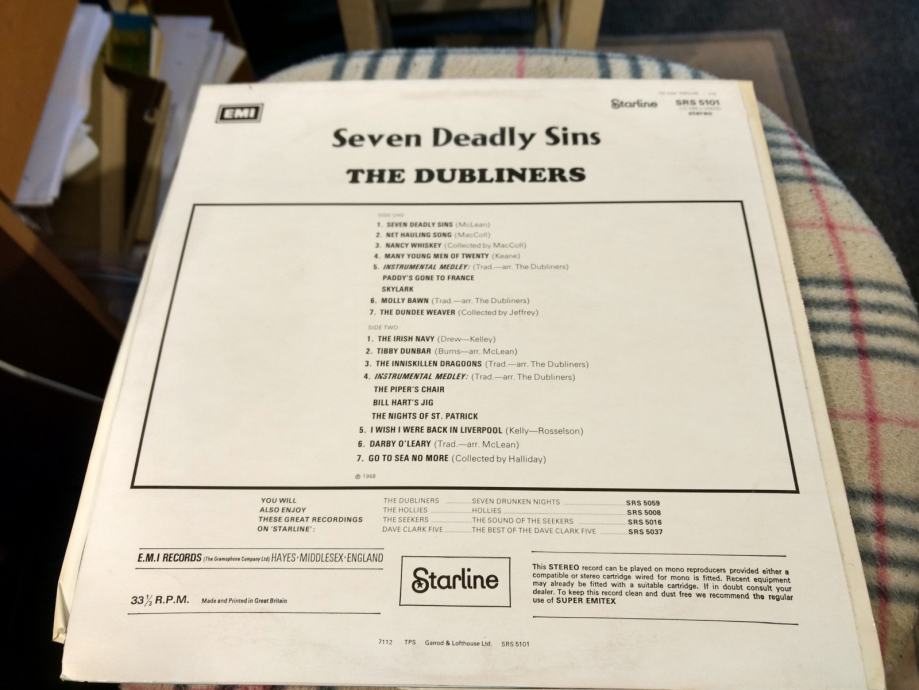 EMI
Starline SRS 5101
stereo
Seven Deadly Sins
THE DUBLINERS
SIDE ONE
1. SEVEN DEADLY SINS (McLean)
2. NET HAULING SONG (MacColl)
3. NANCY WHISKEY (Collected by MacColl)
4. MANY YOUNG MEN OF TWENTY (Keane)
5. INSTRUMENTAL MEDLEY: (Trad.—arr. The Dubliners)
PADDY'S GONE TO FRANCE
SKYLARK
6. MOLLY BAWN (Trad.—arr. The Dubliners)
7. THE DUNDEE WEAVER (Collected by Jeffrey)
SIDE TWO
1. THE IRISH NAVY (Drew—Kelley)
2. TIBBY DUNBAR (Burns—arr. McLean)
3. THE INNISKILLEN DRAGOONS (Trad.—arr. The Dubliners)
4. INSTRUMENTAL MEDLEY: (Trad.—arr. The Dubliners)
THE PIPER'S CHAIR
BILL HART'S JIG
THE NIGHTS OF ST. PATRICK
5. I WISH I WERE BACK IN LIVERPOOL (Kelly—Rosselson)
6. DARBY O'LEARY (Trad.—arr. McLean)
7. GO TO SEA NO MORE (Collected by Halliday)
℗ 1968
YOU WILL THE DUBLINERS SEVEN DRUNKEN NIGHTS SRS 5059
ALSO ENJOY THE HOLLIES HOLLIES SRS 5008
THESE GREAT RECORDINGS THE SEEKERS THE SOUND OF THE SEEKERS SRS 5016
ON 'STARLINE': DAVE CLARK FIVE THE BEST OF THE DAVE CLARK FIVE SRS 5037
E.M.I RECORDS (The Gramophone Company Ltd) HAYES·MIDDLESEX·ENGLAND
33⅓ R.P.M. Made and Printed in Great Britain
Starline
This STEREO record can be played on mono reproducers provided either a
compatible or stereo cartridge wired for mono is fitted. Recent equipment
may already be fitted with a suitable cartridge. If in doubt consult your
dealer. To keep this record clean and dust free we recommend the regular
use of SUPER EMITEX
7112 TPS Garrod & Lofthouse Ltd. SRS 5101